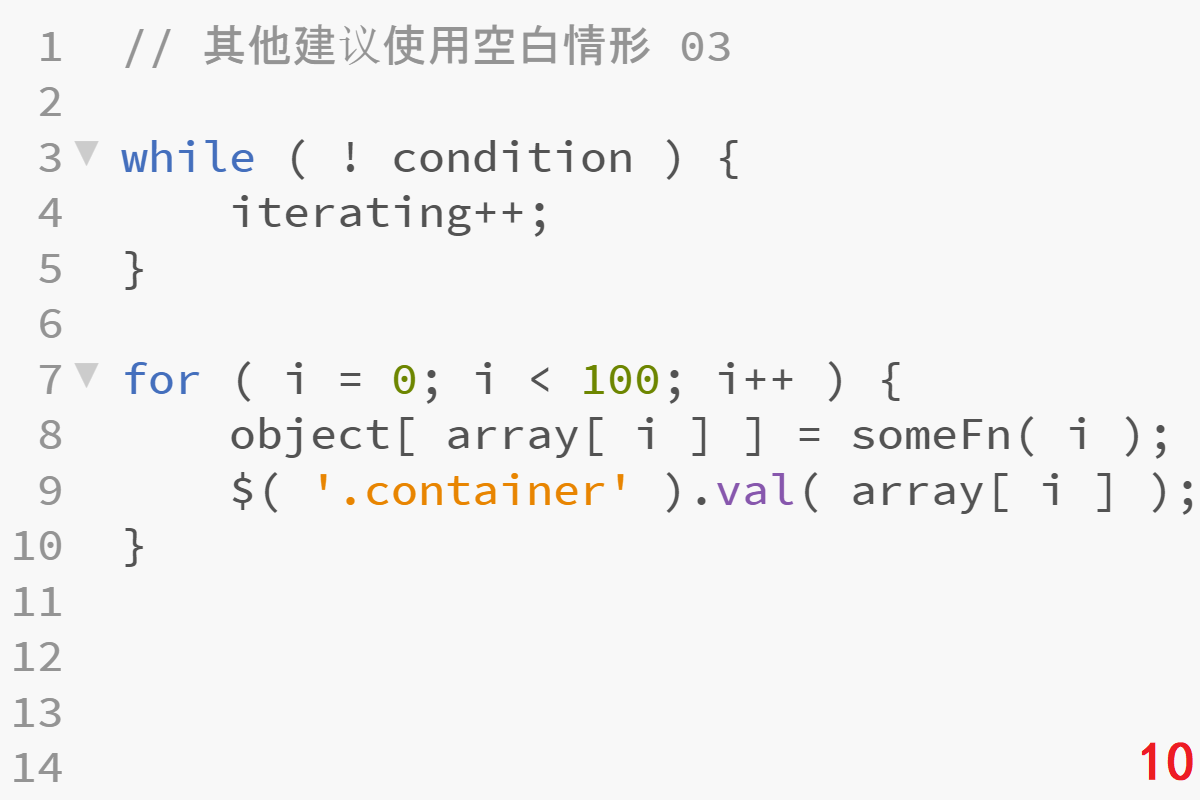 1 // 其他建议使用空白情形 03
2
3 while ( ! condition ) {
4     iterating++;
5 }
6
7 for ( i = 0; i < 100; i++ ) {
8     object[ array[ i ] ] = someFn( i );
9     $( '.container' ).val( array[ i ] );
10 }
11
12
13
14
10